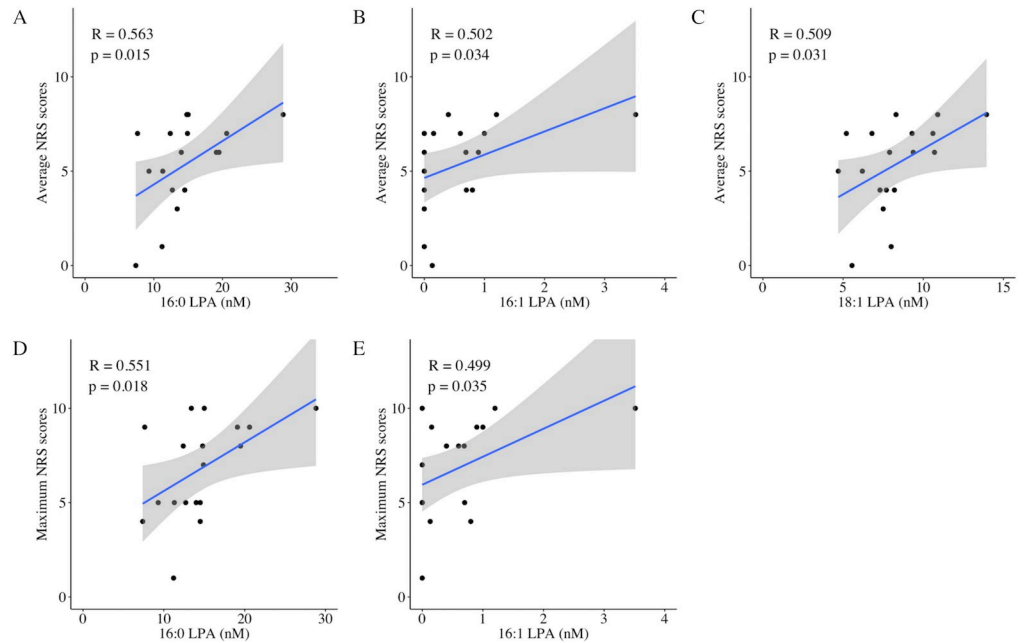 A
R = 0.563
p = 0.015
Average NRS scores
10
5
0
0
10
20
30
16:0 LPA (nM)
B
R = 0.502
p = 0.034
Average NRS scores
10
5
0
0
1
2
3
4
16:1 LPA (nM)
C
R = 0.509
p = 0.031
Average NRS scores
10
5
0
0
5
10
15
18:1 LPA (nM)
D
R = 0.551
p = 0.018
Maximum NRS scores
10
5
0
0
10
20
30
16:0 LPA (nM)
E
R = 0.499
p = 0.035
Maximum NRS scores
10
5
0
0
1
2
3
4
16:1 LPA (nM)